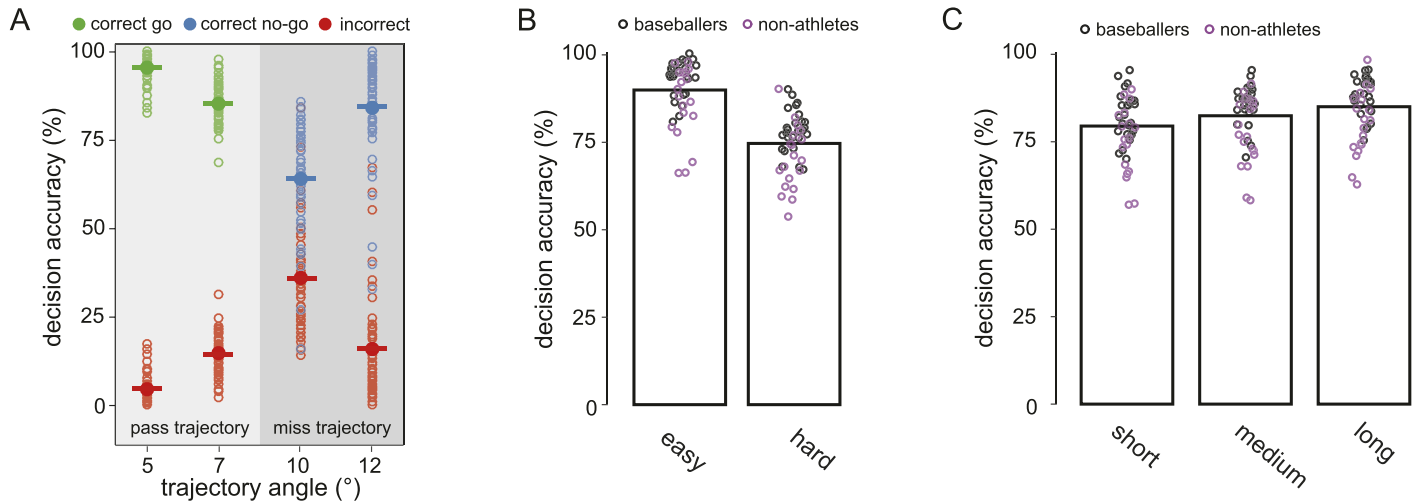 A
correct go correct no-go incorrect
decision accuracy (%)
100
75
50
25
0
pass trajectory miss trajectory
5 7 10 12
trajectory angle (°)
B
baseballers non-athletes
decision accuracy (%)
100
75
50
25
0
easy hard
C
baseballers non-athletes
decision accuracy (%)
100
75
50
25
0
short medium long